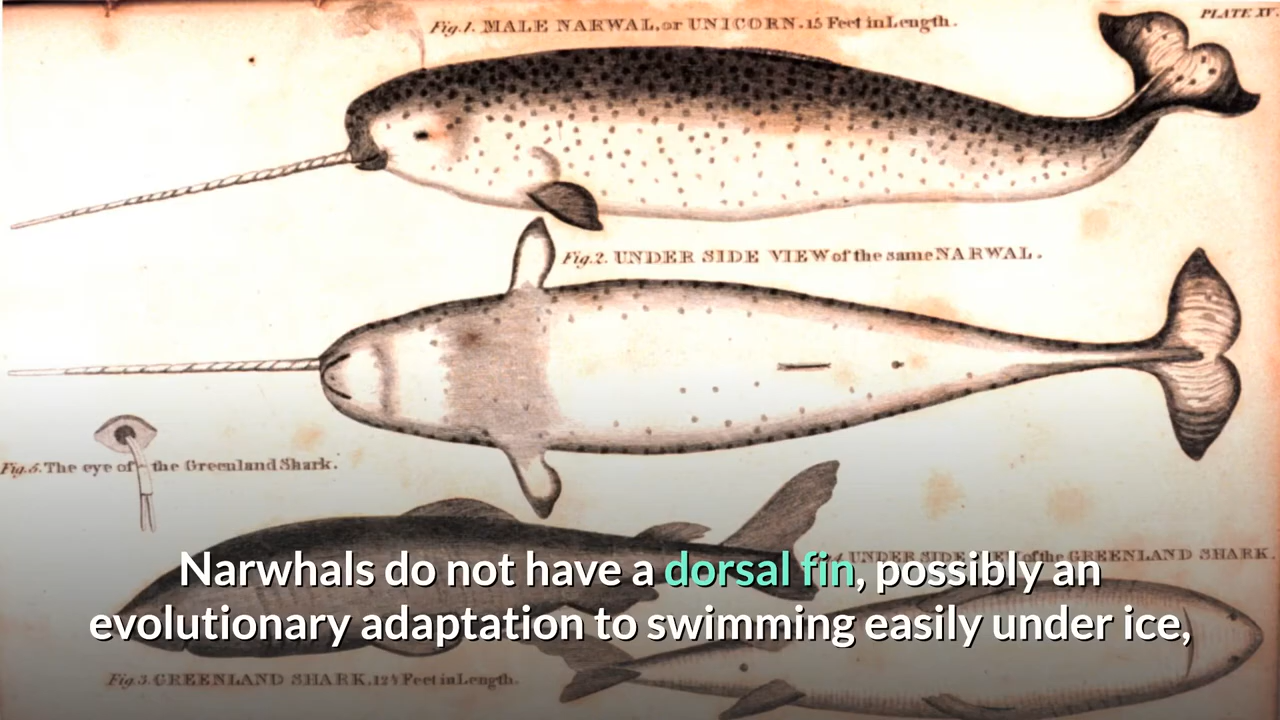 Fig.1. MALE NARWAL, or UNICORN. 15 Feet in Length.
PLATE XV.
Fig.2. UNDER SIDE VIEW of the same NARWAL.
Fig.5. The eye of the Greenland Shark.
UNDER SIDE VIEW of the GREENLAND SHARK.
Narwhals do not have a dorsal fin, possibly an
evolutionary adaptation to swimming easily under ice,
Fig.3. GREENLAND SHARK. 12½ Feet in Length.